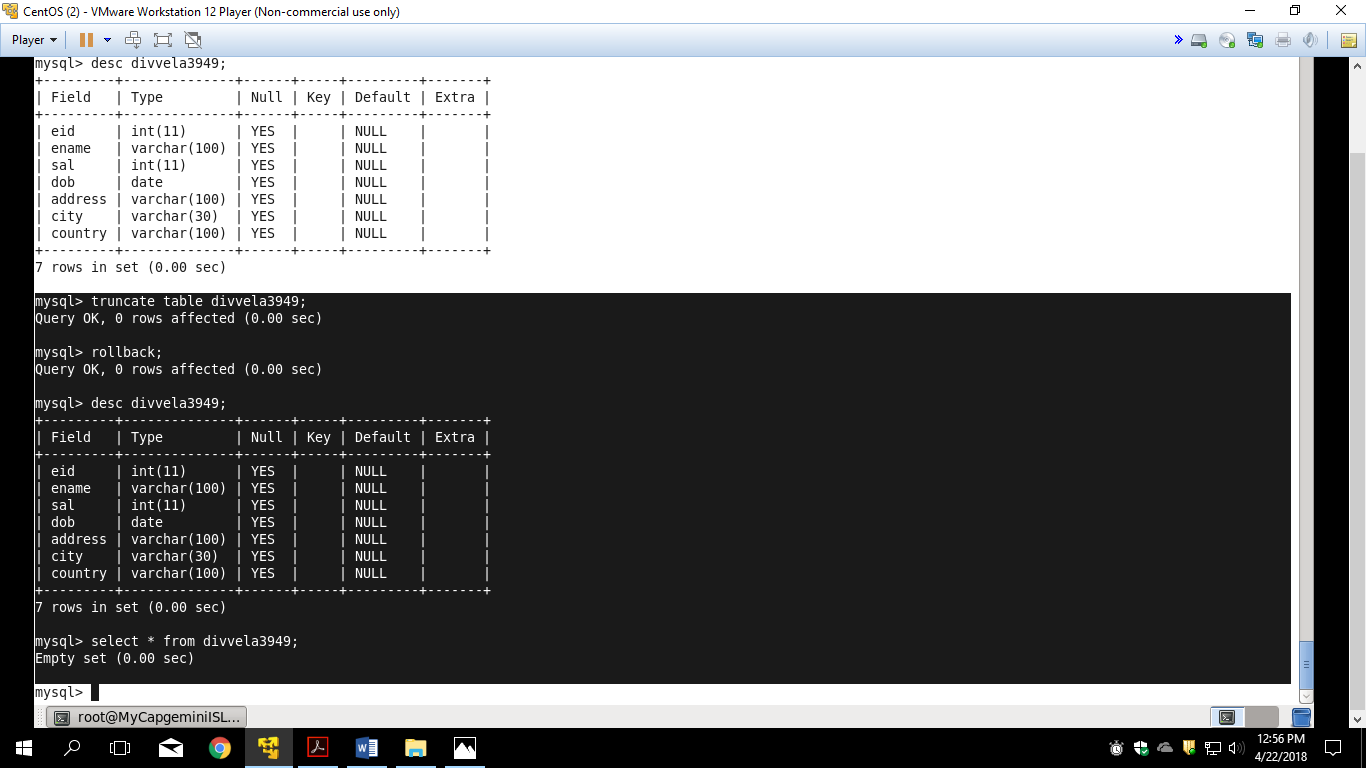 CentOS (2) - VMware Workstation 12 Player (Non-commercial use only)
Player
mysql> desc divvela3949;
+---------+--------------+------+-----+---------+-------+
| Field   | Type         | Null | Key | Default | Extra |
+---------+--------------+------+-----+---------+-------+
| eid     | int(11)      | YES  |     | NULL    |       |
| ename   | varchar(100) | YES  |     | NULL    |       |
| sal     | int(11)      | YES  |     | NULL    |       |
| dob     | date         | YES  |     | NULL    |       |
| address | varchar(100) | YES  |     | NULL    |       |
| city    | varchar(30)  | YES  |     | NULL    |       |
| country | varchar(100) | YES  |     | NULL    |       |
+---------+--------------+------+-----+---------+-------+
7 rows in set (0.00 sec)
mysql> truncate table divvela3949;
Query OK, 0 rows affected (0.00 sec)
mysql> rollback;
Query OK, 0 rows affected (0.00 sec)
mysql> desc divvela3949;
+---------+--------------+------+-----+---------+-------+
| Field   | Type         | Null | Key | Default | Extra |
+---------+--------------+------+-----+---------+-------+
| eid     | int(11)      | YES  |     | NULL    |       |
| ename   | varchar(100) | YES  |     | NULL    |       |
| sal     | int(11)      | YES  |     | NULL    |       |
| dob     | date         | YES  |     | NULL    |       |
| address | varchar(100) | YES  |     | NULL    |       |
| city    | varchar(30)  | YES  |     | NULL    |       |
| country | varchar(100) | YES  |     | NULL    |       |
+---------+--------------+------+-----+---------+-------+
7 rows in set (0.00 sec)
mysql> select * from divvela3949;
Empty set (0.00 sec)
mysql>
root@MyCapgeminiISL...
12:56 PM
4/22/2018